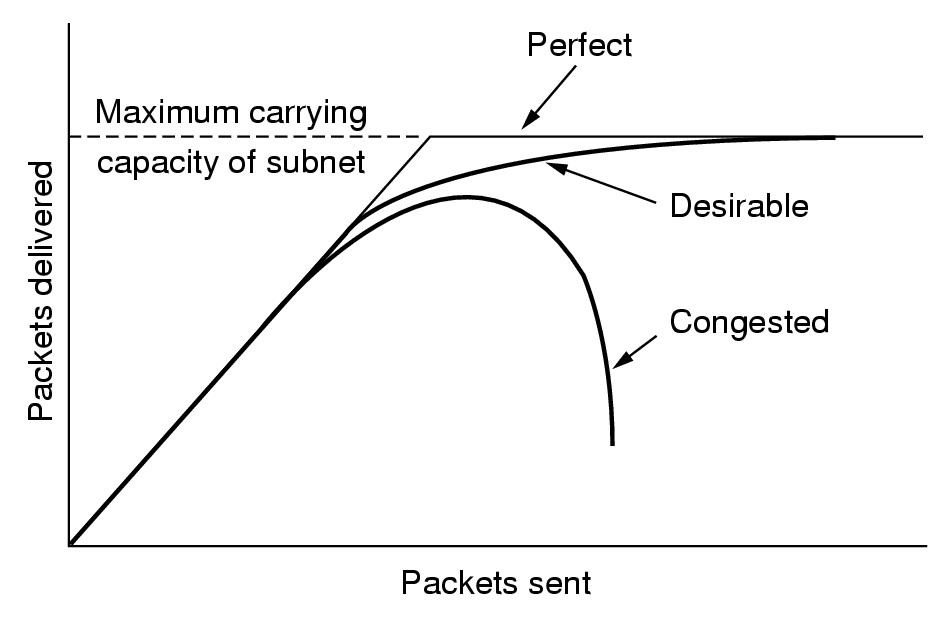 Perfect
Maximum carrying
capacity of subnet
Desirable
Congested
Packets delivered
Packets sent